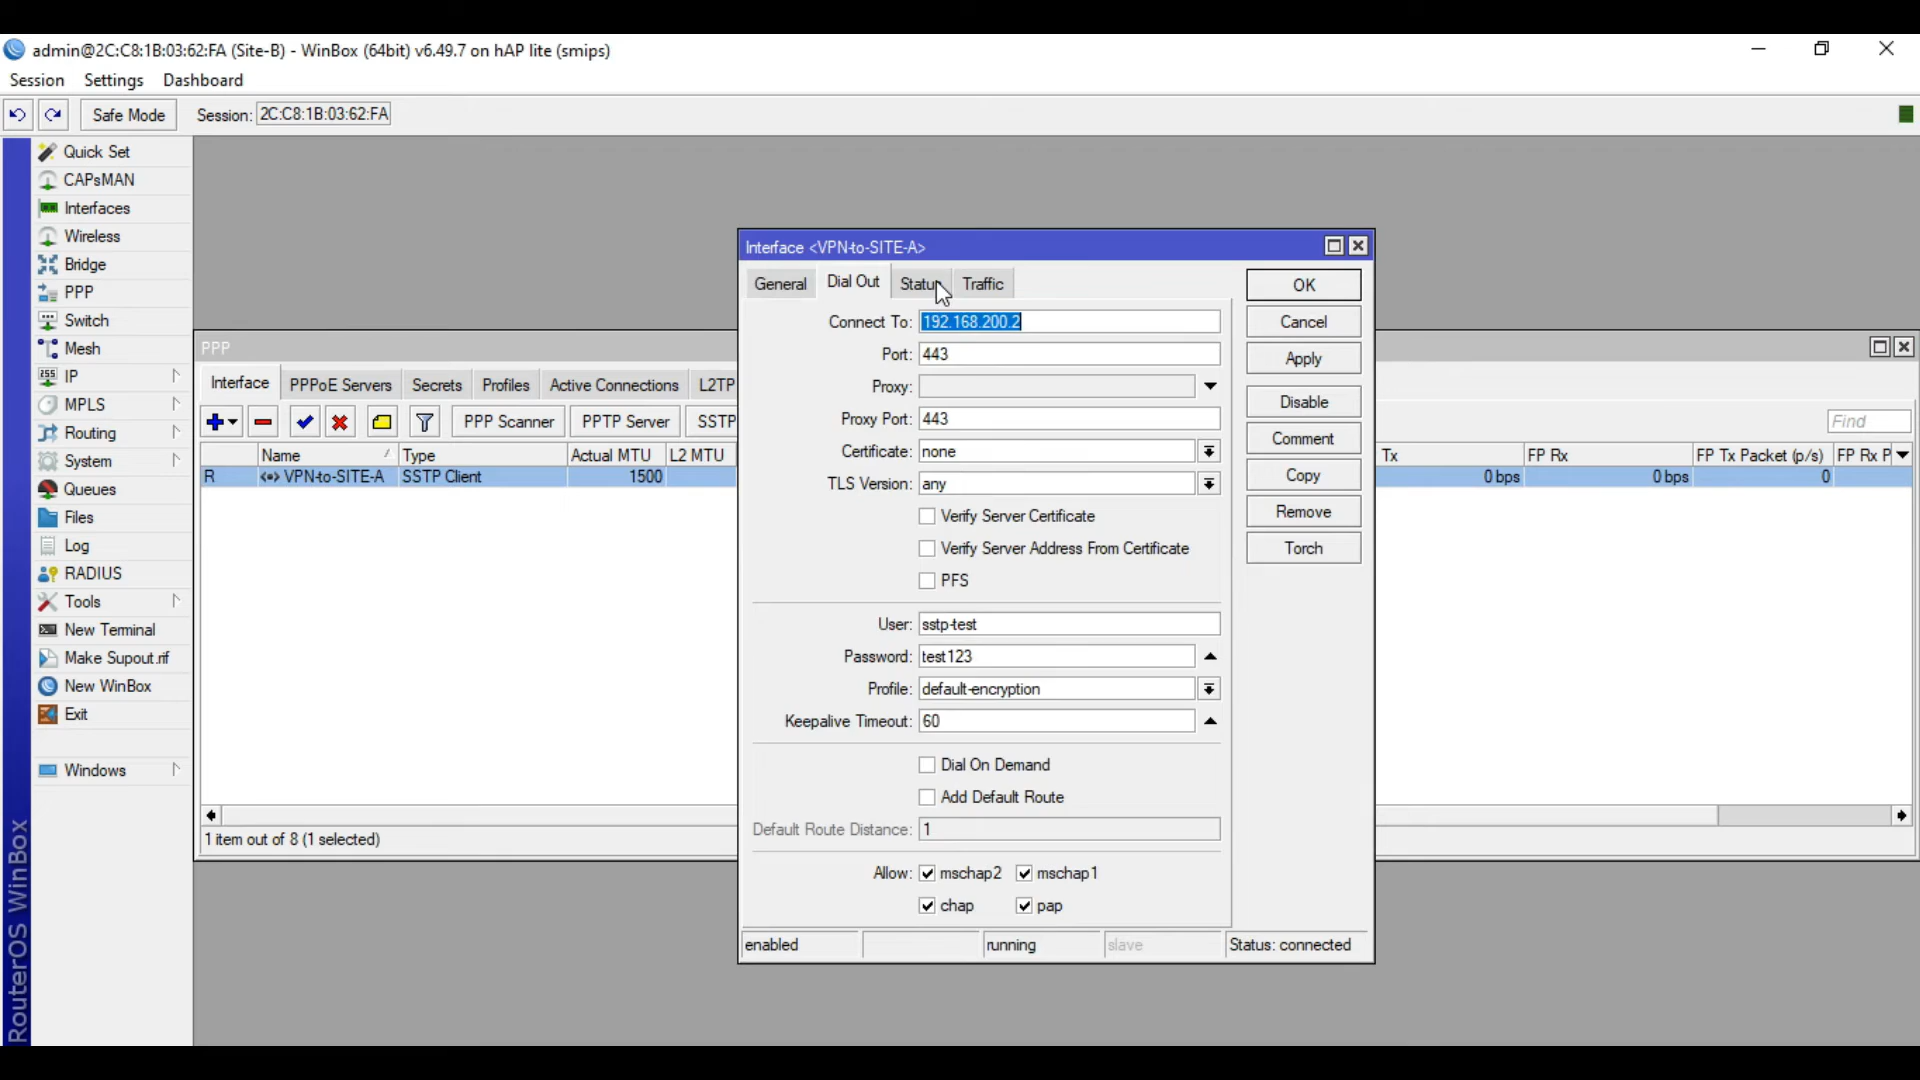 admin@2C:C8:1B:03:62:FA (Site-B) - WinBox (64bit) v6.49.7 on hAP lite (smips)
Session Settings Dashboard
Safe Mode Session: 2C:C8:1B:03:62:FA
Quick Set
CAPsMAN
Interfaces
Wireless
Bridge
PPP
Switch
Mesh
IP
MPLS
Routing
System
Queues
Files
Log
RADIUS
Tools
New Terminal
Make Supout.rif
New WinBox
Exit
Windows
RouterOS WinBox
PPP
Interface PPPoE Servers Secrets Profiles Active Connections L2TP
PPP Scanner PPTP Server SSTP
Find
Name Type Actual MTU L2 MTU Tx FP Rx FP Tx Packet (p/s) FP Rx P
R VPN-to-SITE-A SSTP Client 1500 0 bps 0 bps 0
1 item out of 8 (1 selected)
Interface <VPN-to-SITE-A>
General Dial Out Status Traffic
Connect To: 192.168.200.2
Port: 443
Proxy:
Proxy Port: 443
Certificate: none
TLS Version: any
Verify Server Certificate
Verify Server Address From Certificate
PFS
User: sstp-test
Password: test123
Profile: default-encryption
Keepalive Timeout: 60
Dial On Demand
Add Default Route
Default Route Distance: 1
Allow: mschap2 mschap1
chap pap
enabled running slave Status: connected
OK
Cancel
Apply
Disable
Comment
Copy
Remove
Torch